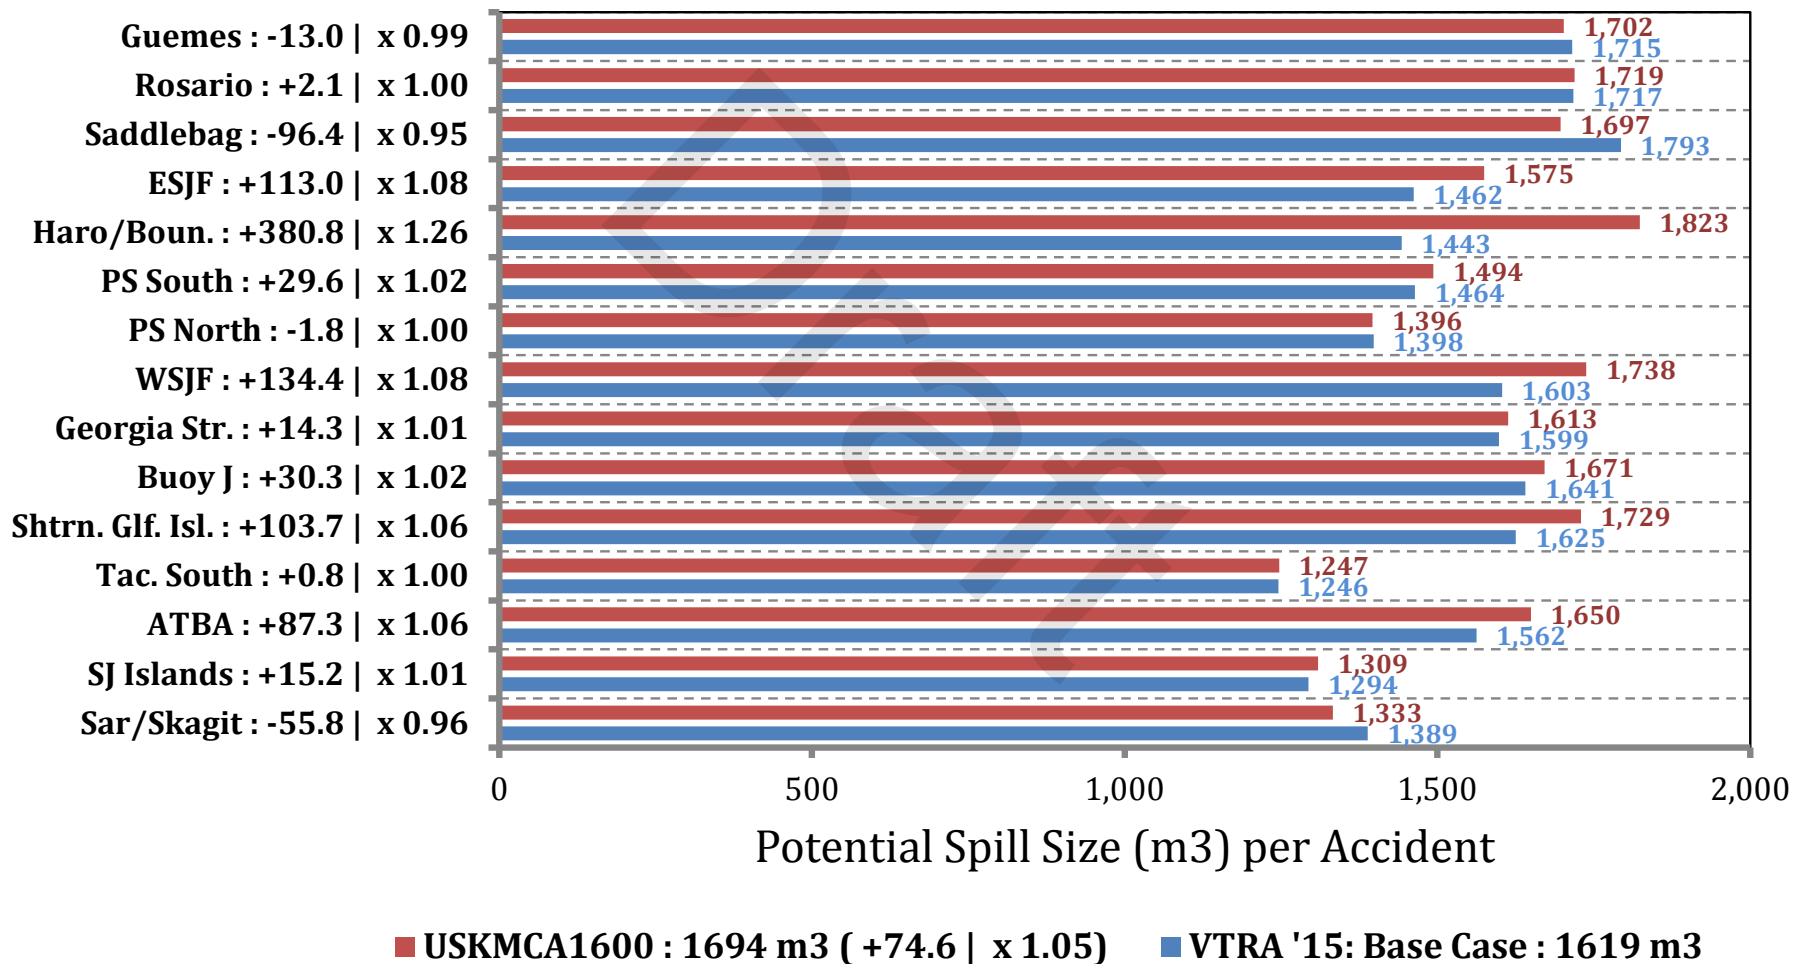 Guemes : -13.0 | x 0.99
1,702
1,715
Rosario : +2.1 | x 1.00
1,719
1,717
Saddlebag : -96.4 | x 0.95
1,697
1,793
ESJF : +113.0 | x 1.08
1,575
1,462
Haro/Boun. : +380.8 | x 1.26
1,823
1,443
PS South : +29.6 | x 1.02
1,494
1,464
PS North : -1.8 | x 1.00
1,396
1,398
WSJF : +134.4 | x 1.08
1,738
1,603
Georgia Str. : +14.3 | x 1.01
1,613
1,599
Buoy J : +30.3 | x 1.02
1,671
1,641
Shtrn. Glf. Isl. : +103.7 | x 1.06
1,729
1,625
Tac. South : +0.8 | x 1.00
1,247
1,246
ATBA : +87.3 | x 1.06
1,650
1,562
SJ Islands : +15.2 | x 1.01
1,309
1,294
Sar/Skagit : -55.8 | x 0.96
1,333
1,389
Draft
0 500 1,000 1,500 2,000
Potential Spill Size (m3) per Accident
USKMCA1600 : 1694 m3 ( +74.6 | x 1.05) VTRA '15: Base Case : 1619 m3